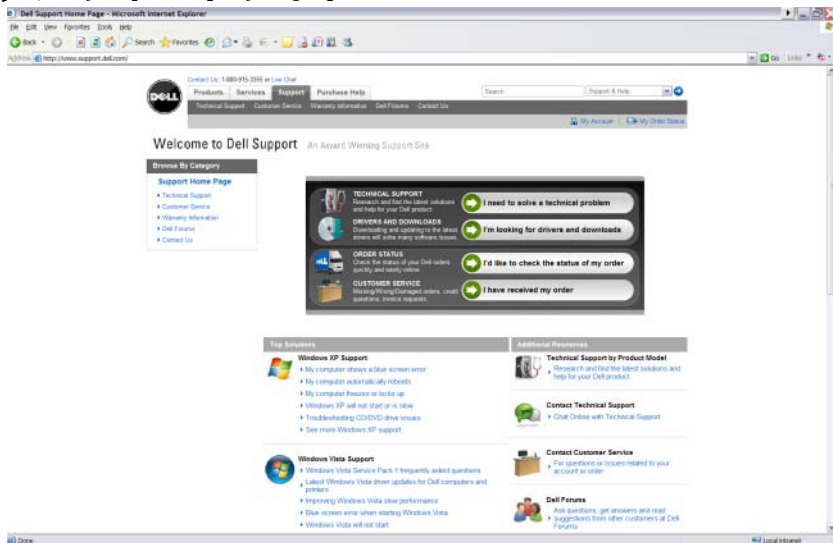 Dell Support Home Page - Microsoft Internet Explorer
File Edit View Favorites Tools Help
Back Search Favorites
Address http://www.support.dell.com/ Go Links
Contact Us: or Live Chat
DELL
Products Services Support Purchase Help Search Support & Help
Technical Support Customer Service Warranty Information Dell Forums Contact Us
My Account My Order Status
Welcome to Dell Support An Award Winning Support Site
Browse By Category
Support Home Page
Technical Support
Customer Service
Warranty Information
Dell Forums
Contact Us
TECHNICAL SUPPORT
Research and find the latest solutions
and help for your Dell product.
I need to solve a technical problem
DRIVERS AND DOWNLOADS
Downloading and updating to the latest
drivers will solve many software issues.
I'm looking for drivers and downloads
ORDER STATUS
Check the status of your Dell orders
quickly and easily online.
I'd like to check the status of my order
CUSTOMER SERVICE
Missing/Wrong/Damaged orders, credit
questions, invoice requests.
I have received my order
Top Solutions
Windows XP Support
My computer shows a blue screen error
My computer automatically reboots
My computer freezes or locks up
Windows XP will not start or is slow
Troubleshooting CD/DVD drive issues
See more Windows XP support
Windows Vista Support
Windows Vista Service Pack 1 frequently asked questions
Latest Windows Vista driver updates for Dell computers and
printers
Improving Windows Vista slow performance
Blue screen error when starting Windows Vista
Windows Vista will not start
Additional Resources
Technical Support by Product Model
Research and find the latest solutions and
help for your Dell product.
Contact Technical Support
Chat Online with Technical Support
Contact Customer Service
For questions or issues related to your
account or order
Dell Forums
Ask questions, get answers and read
suggestions from other customers at Dell
Forums
Done Local intranet